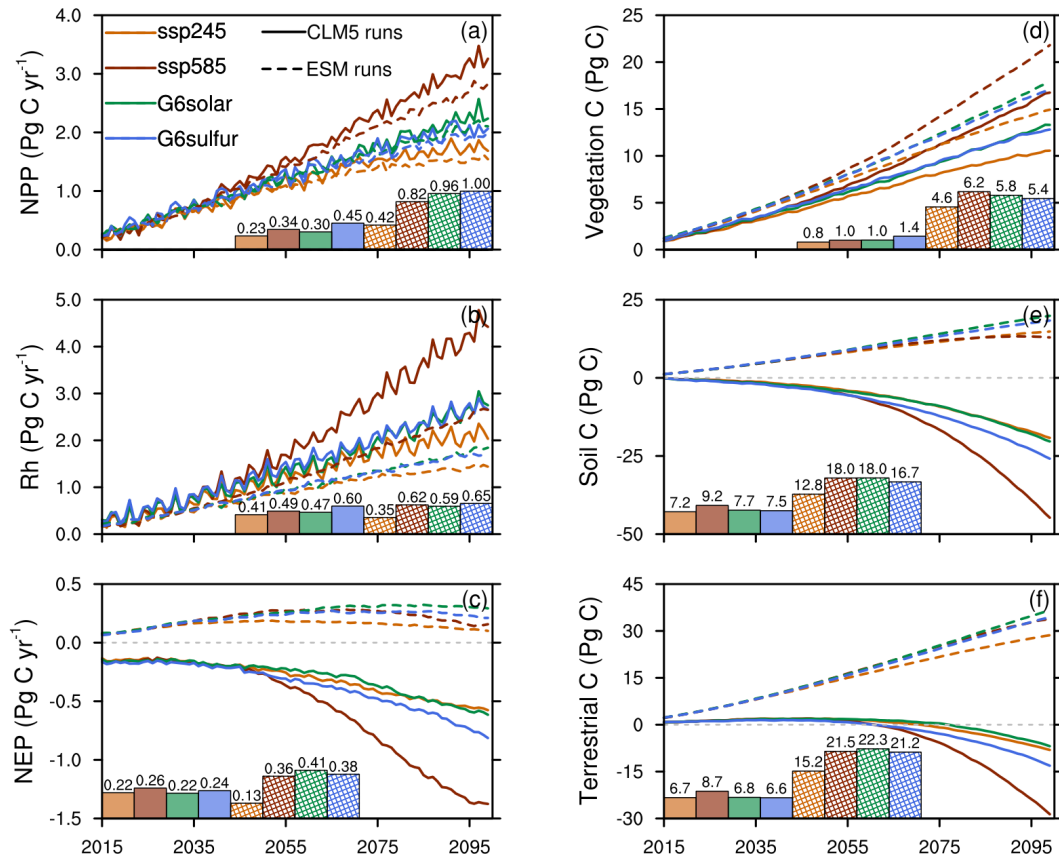 NPP (Pg C yr⁻¹)
4.0
3.0
2.0
1.0
0.0
(a)
ssp245
ssp585
G6solar
G6sulfur
CLM5 runs
ESM runs
0.23 0.34 0.30 0.45 0.42 0.82 0.96 1.00
Vegetation C (Pg C)
25
20
15
10
5
0
(d)
0.8 1.0 1.0 1.4 4.6 6.2 5.8 5.4
Rh (Pg C yr⁻¹)
5.0
4.0
3.0
2.0
1.0
0.0
(b)
0.41 0.49 0.47 0.60 0.35 0.62 0.59 0.65
Soil C (Pg C)
25
0
-25
-50
(e)
7.2 9.2 7.7 7.5 12.8 18.0 18.0 16.7
NEP (Pg C yr⁻¹)
0.5
0.0
-0.5
-1.0
-1.5
(c)
0.22 0.26 0.22 0.24 0.13 0.36 0.41 0.38
2015 2035 2055 2075 2095
Terrestrial C (Pg C)
45
30
15
0
-15
-30
(f)
6.7 8.7 6.8 6.6 15.2 21.5 22.3 21.2
2015 2035 2055 2075 2095